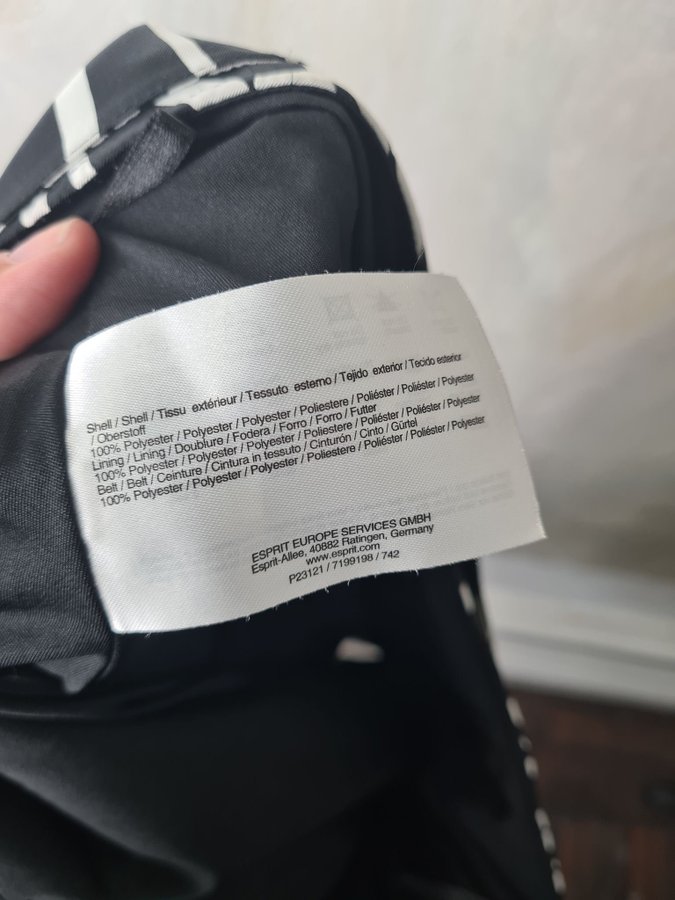 Shell / Shell / Tissu extérieur / Tessuto esterno / Tejido exterior / Tecido exterior
/ Oberstoff
100% Polyester / Polyester / Polyester / Poliestere / Poliéster / Poliéster / Polyester
Lining / Lining / Doublure / Fodera / Forro / Forro / Futter
100% Polyester / Polyester / Polyester / Poliestere / Poliéster / Poliéster / Polyester
Belt / Belt / Ceinture / Cintura in tessuto / Cinturón / Cinto / Gürtel
100% Polyester / Polyester / Polyester / Poliestere / Poliéster / Poliéster / Polyester
ESPRIT EUROPE SERVICES GMBH
Esprit-Allee, 40882 Ratingen, Germany
www.esprit.com
P23121 / 7199198 / 742